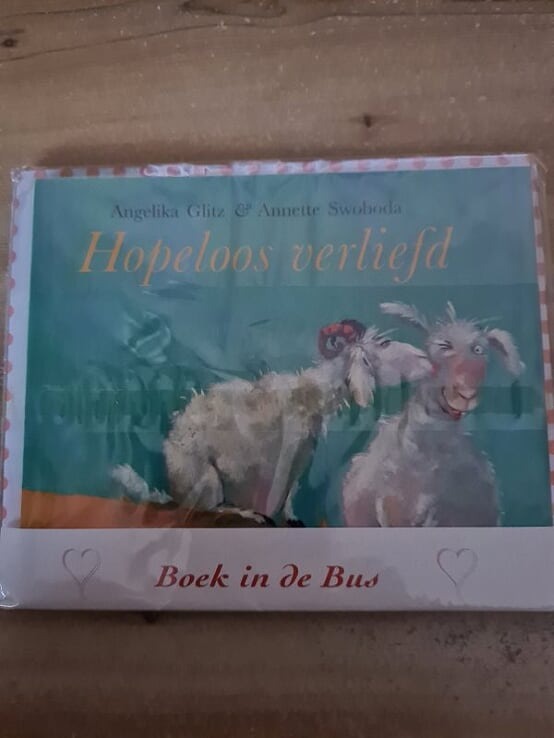 Angelika Glitz & Annette Swoboda
Hopeloos verliefd
Boek in de Bus